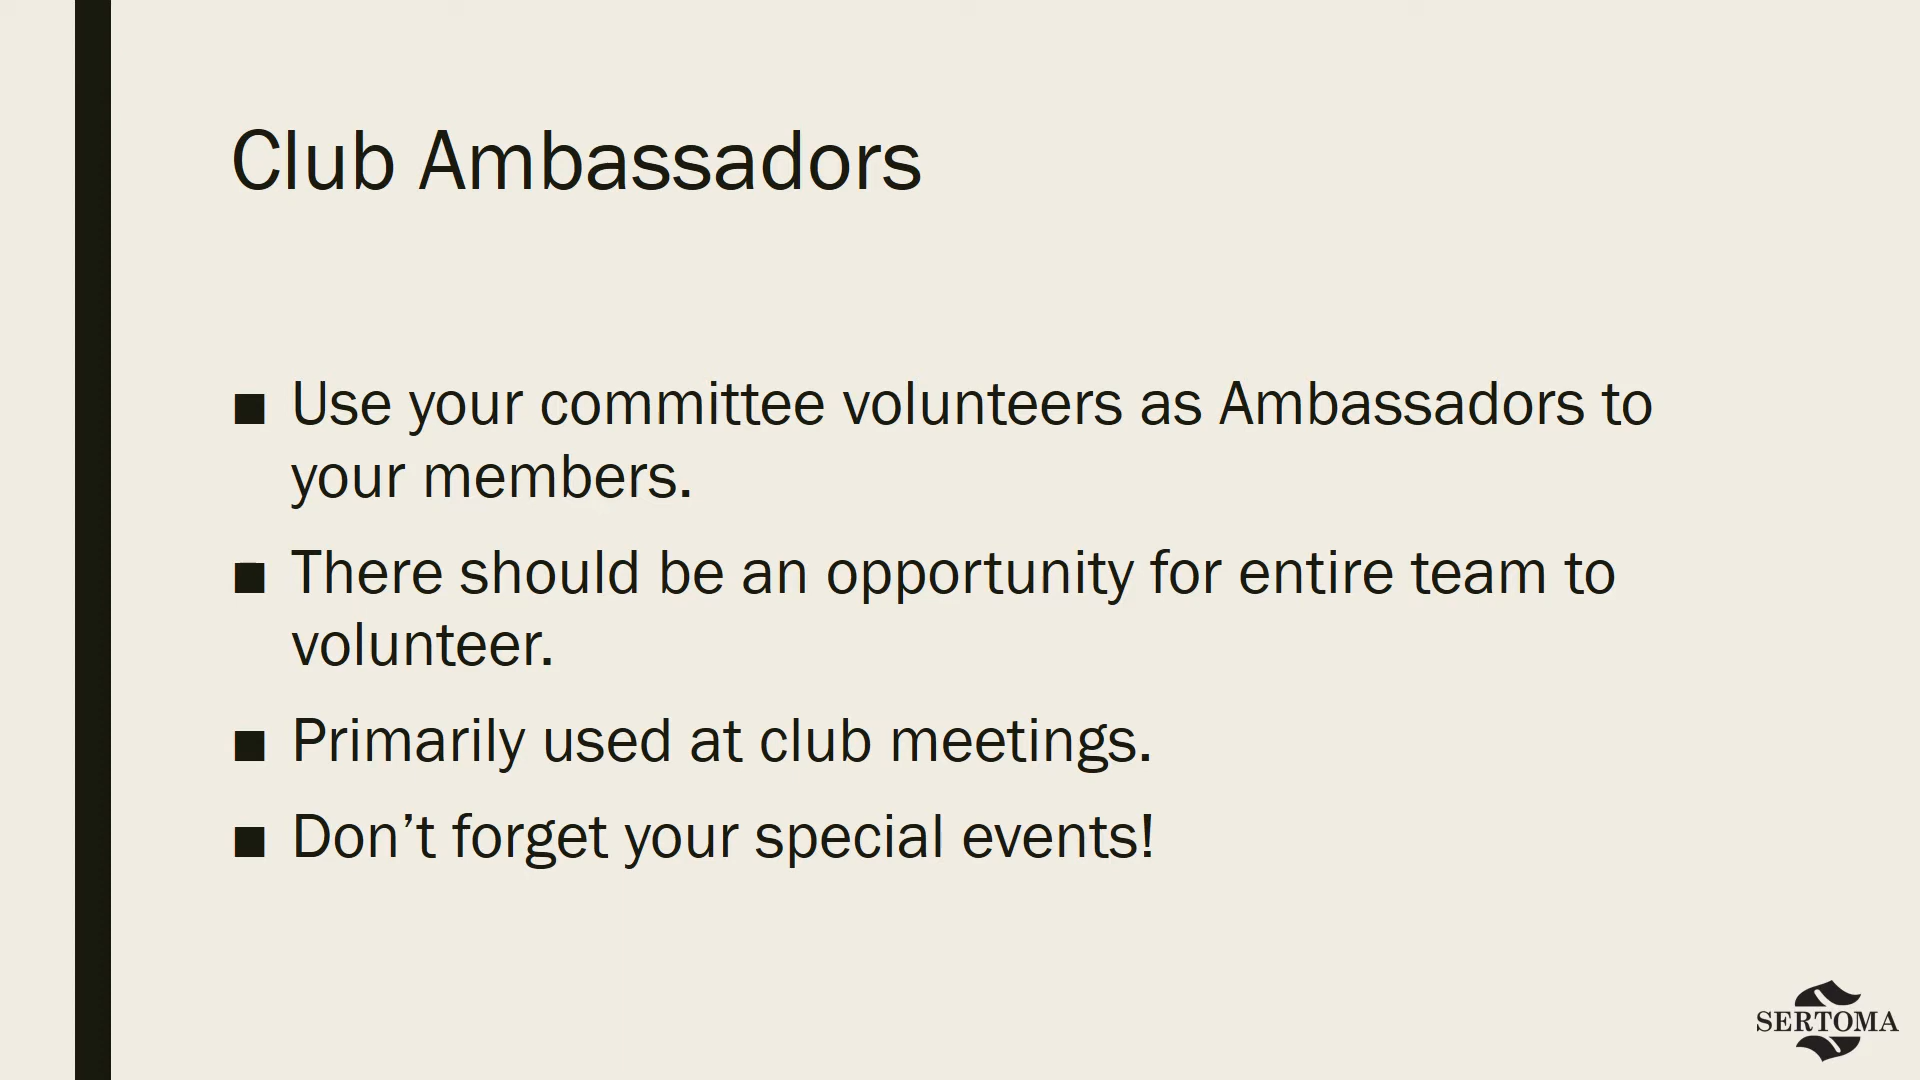 Club Ambassadors
■ Use your committee volunteers as Ambassadors to
your members.
■ There should be an opportunity for entire team to
volunteer.
■ Primarily used at club meetings.
■ Don’t forget your special events!
SERTOMA